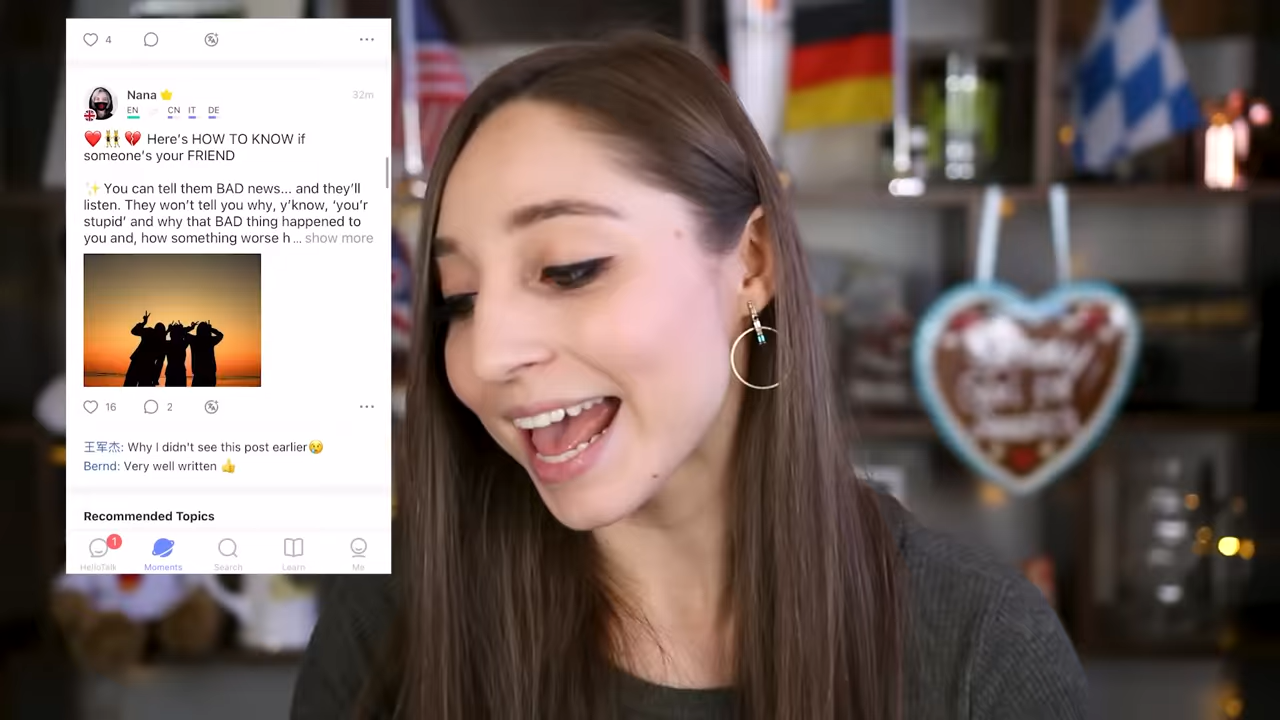 4
Nana 32m
EN CN IT DE
❤️👯💔 Here's HOW TO KNOW if
someone's your FRIEND
✨ You can tell them BAD news... and they'll
listen. They won't tell you why, y'know, 'you'r
stupid' and why that BAD thing happened to
you and, how something worse h... show more
16 2
王军杰: Why I didn't see this post earlier😢
Bernd: Very well written 👍
Recommended Topics
1
HelloTalk Moments Search Learn Me